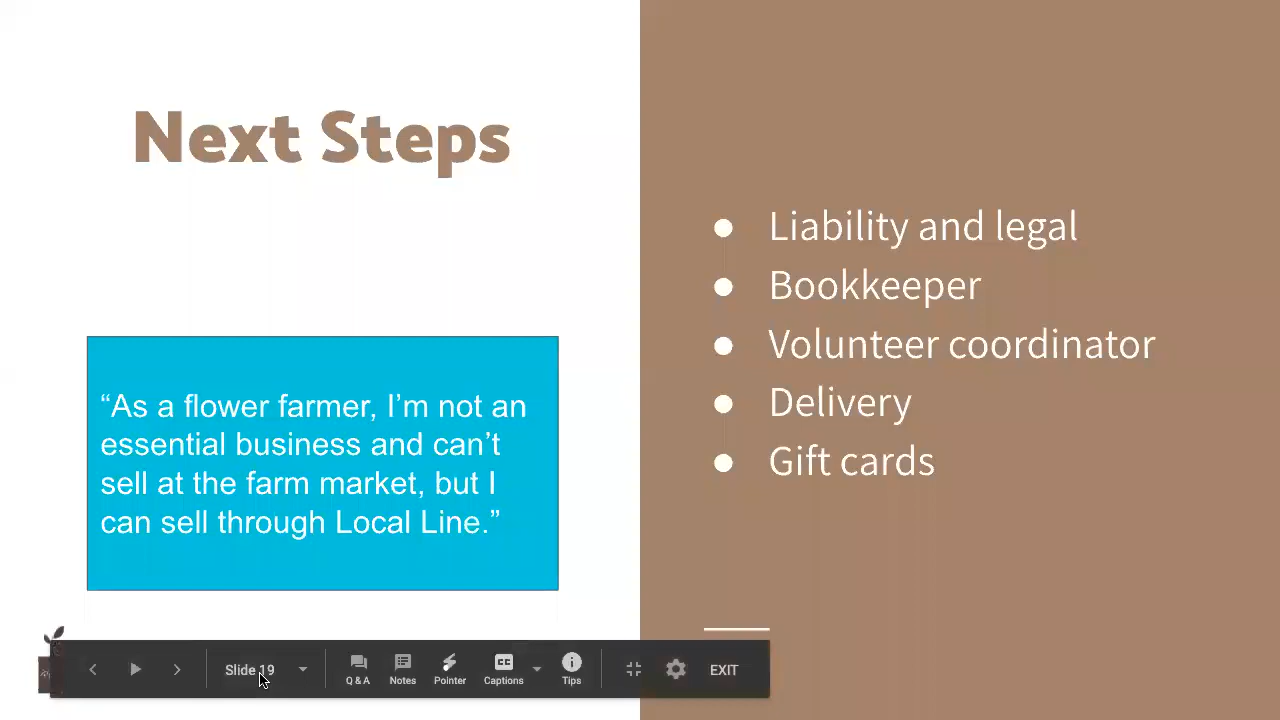 Next Steps
“As a flower farmer, I’m not an
essential business and can’t
sell at the farm market, but I
can sell through Local Line.”
● Liability and legal
● Bookkeeper
● Volunteer coordinator
● Delivery
● Gift cards
Slide 19
Q & A
Notes
Pointer
CC
Captions
Tips
EXIT